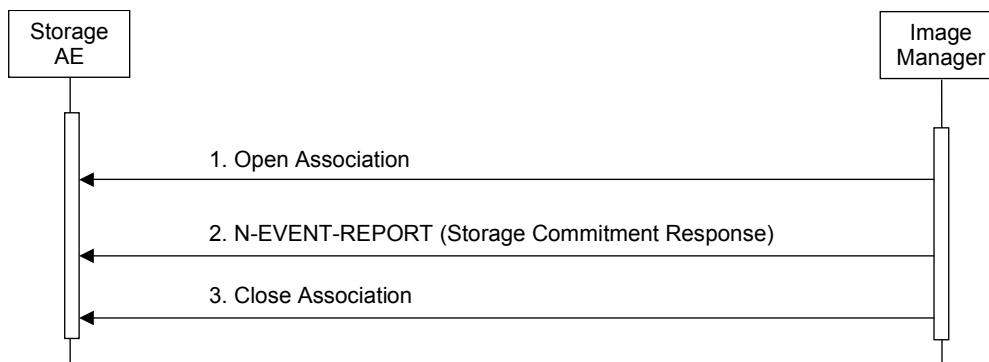 Storage
AE
Image
Manager
1. Open Association
2. N-EVENT-REPORT (Storage Commitment Response)
3. Close Association